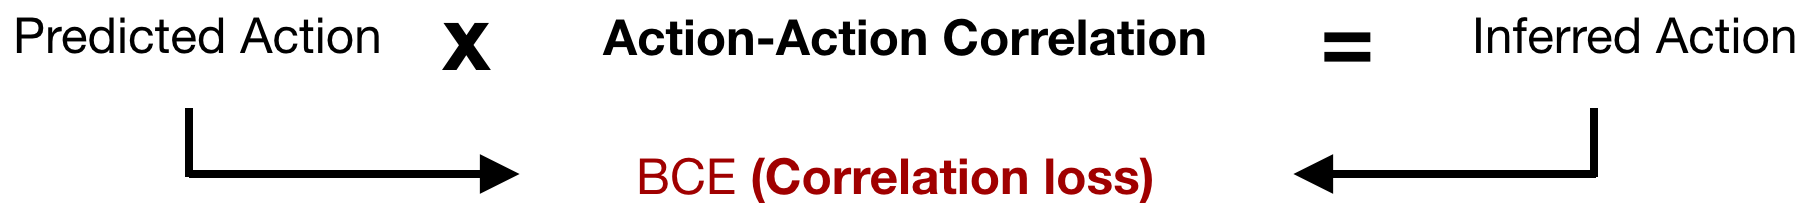 Predicted Action X Action-Action Correlation = Inferred Action
BCE (Correlation loss)